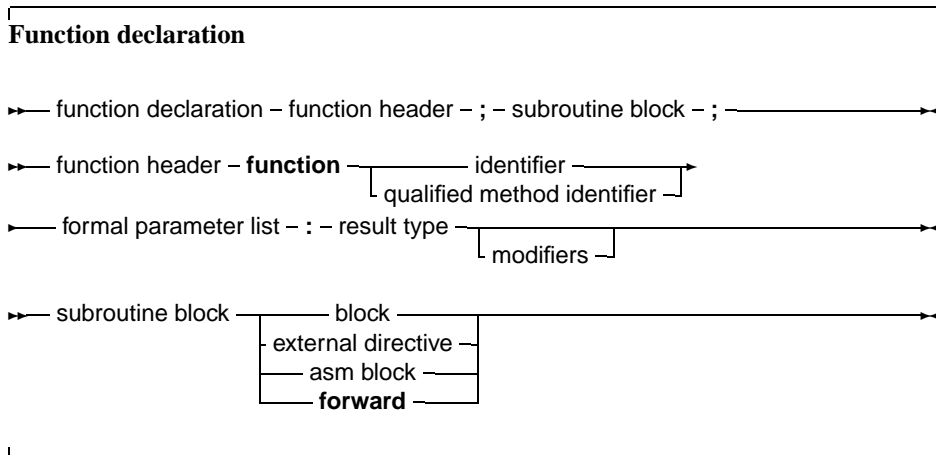 Function declaration
function declaration function header ; subroutine block ;
function header function identifier
qualified method identifier
formal parameter list : result type
modifiers
subroutine block block
external directive
asm block
forward